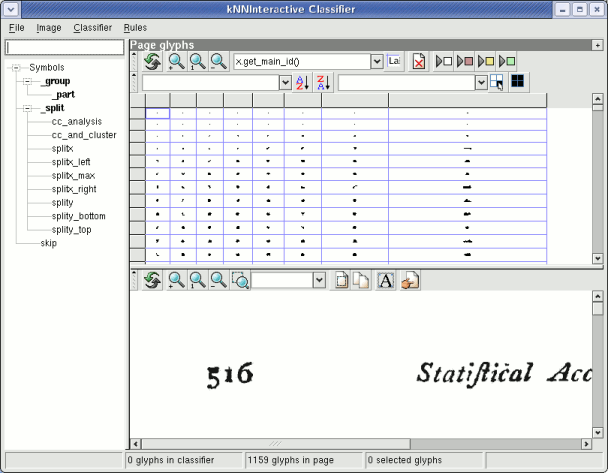 kNNInteractive Classifier
File Image Classifier Rules
Page glyphs
x.get_main_id()
La
Symbols
_group
_part
_split
cc_analysis
cc_and_cluster
splitx
splitx_left
splitx_max
splitx_right
splity
splity_bottom
splity_top
skip
A
Z
Z
A
A
516 Statiſtical Acc
0 glyphs in classifier 1159 glyphs in page 0 selected glyphs